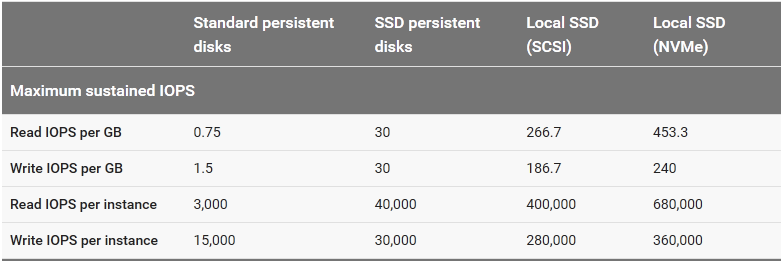 Standard persistent disks SSD persistent disks Local SSD (SCSI) Local SSD (NVMe)
Maximum sustained IOPS
Read IOPS per GB 0.75 30 266.7 453.3
Write IOPS per GB 1.5 30 186.7 240
Read IOPS per instance 3,000 40,000 400,000 680,000
Write IOPS per instance 15,000 30,000 280,000 360,000